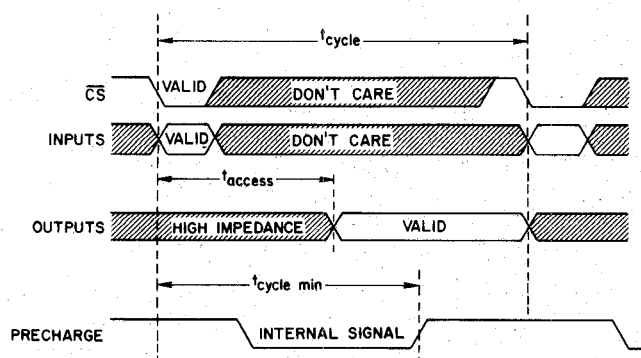 tcycle
CS VALID DON'T CARE
INPUTS VALID DON'T CARE
taccess
OUTPUTS HIGH IMPEDANCE VALID
tcycle min
PRECHARGE INTERNAL SIGNAL